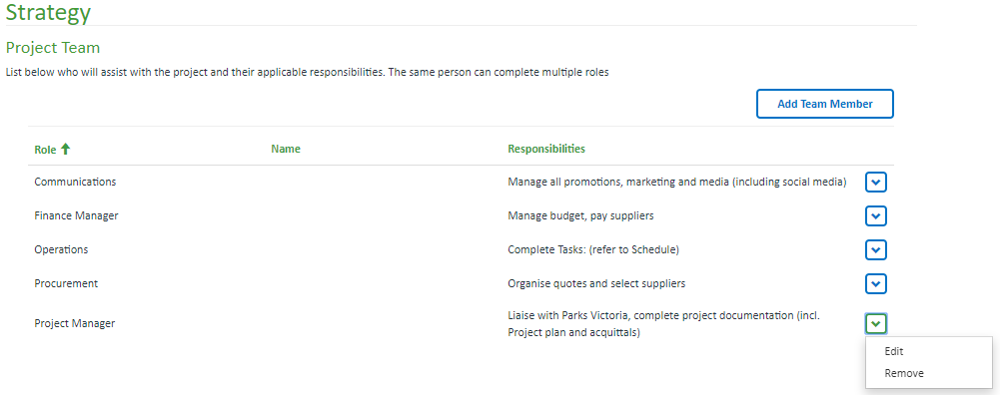 Strategy
Project Team
List below who will assist with the project and their applicable responsibilities. The same person can complete multiple roles
Add Team Member
Role Name Responsibilities
Communications Manage all promotions, marketing and media (including social media)
Finance Manager Manage budget, pay suppliers
Operations Complete Tasks: (refer to Schedule)
Procurement Organise quotes and select suppliers
Project Manager Liaise with Parks Victoria, complete project documentation (incl.
Project plan and acquittals)
Edit
Remove